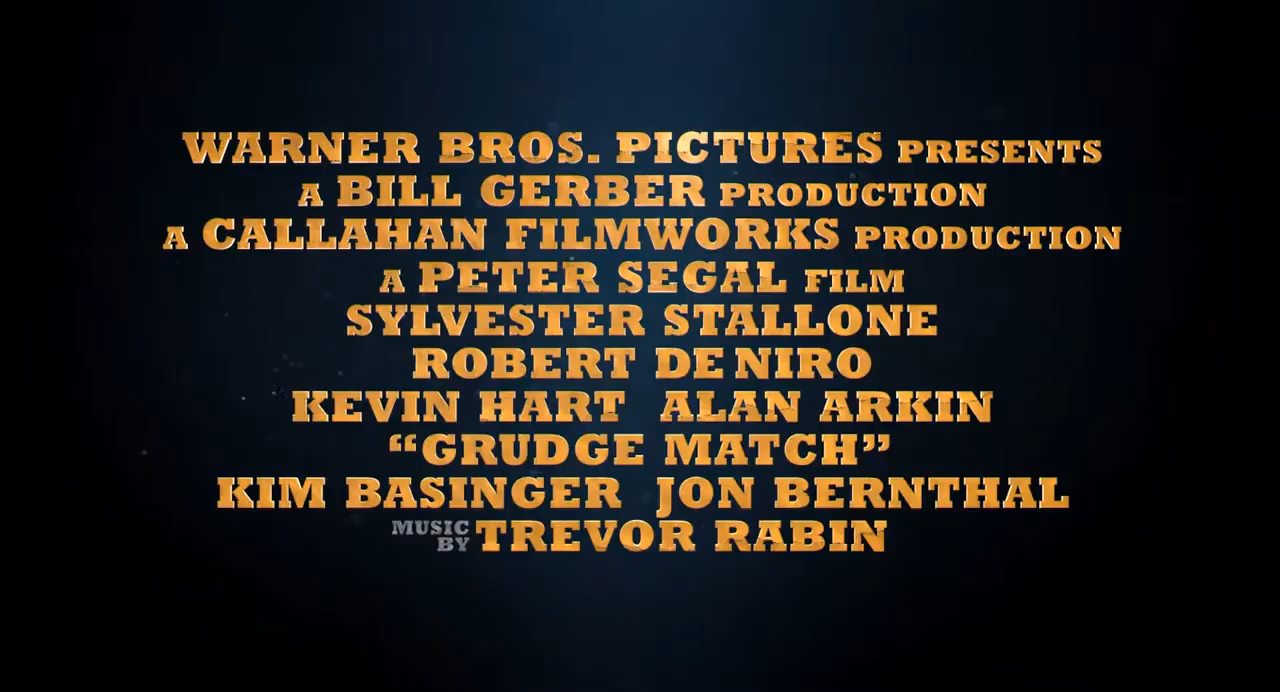 WARNER BROS. PICTURES PRESENTS
A BILL GERBER PRODUCTION
A CALLAHAN FILMWORKS PRODUCTION
A PETER SEGAL FILM
SYLVESTER STALLONE
ROBERT DE NIRO
KEVIN HART ALAN ARKIN
“GRUDGE MATCH”
KIM BASINGER JON BERNTHAL
MUSIC BY TREVOR RABIN